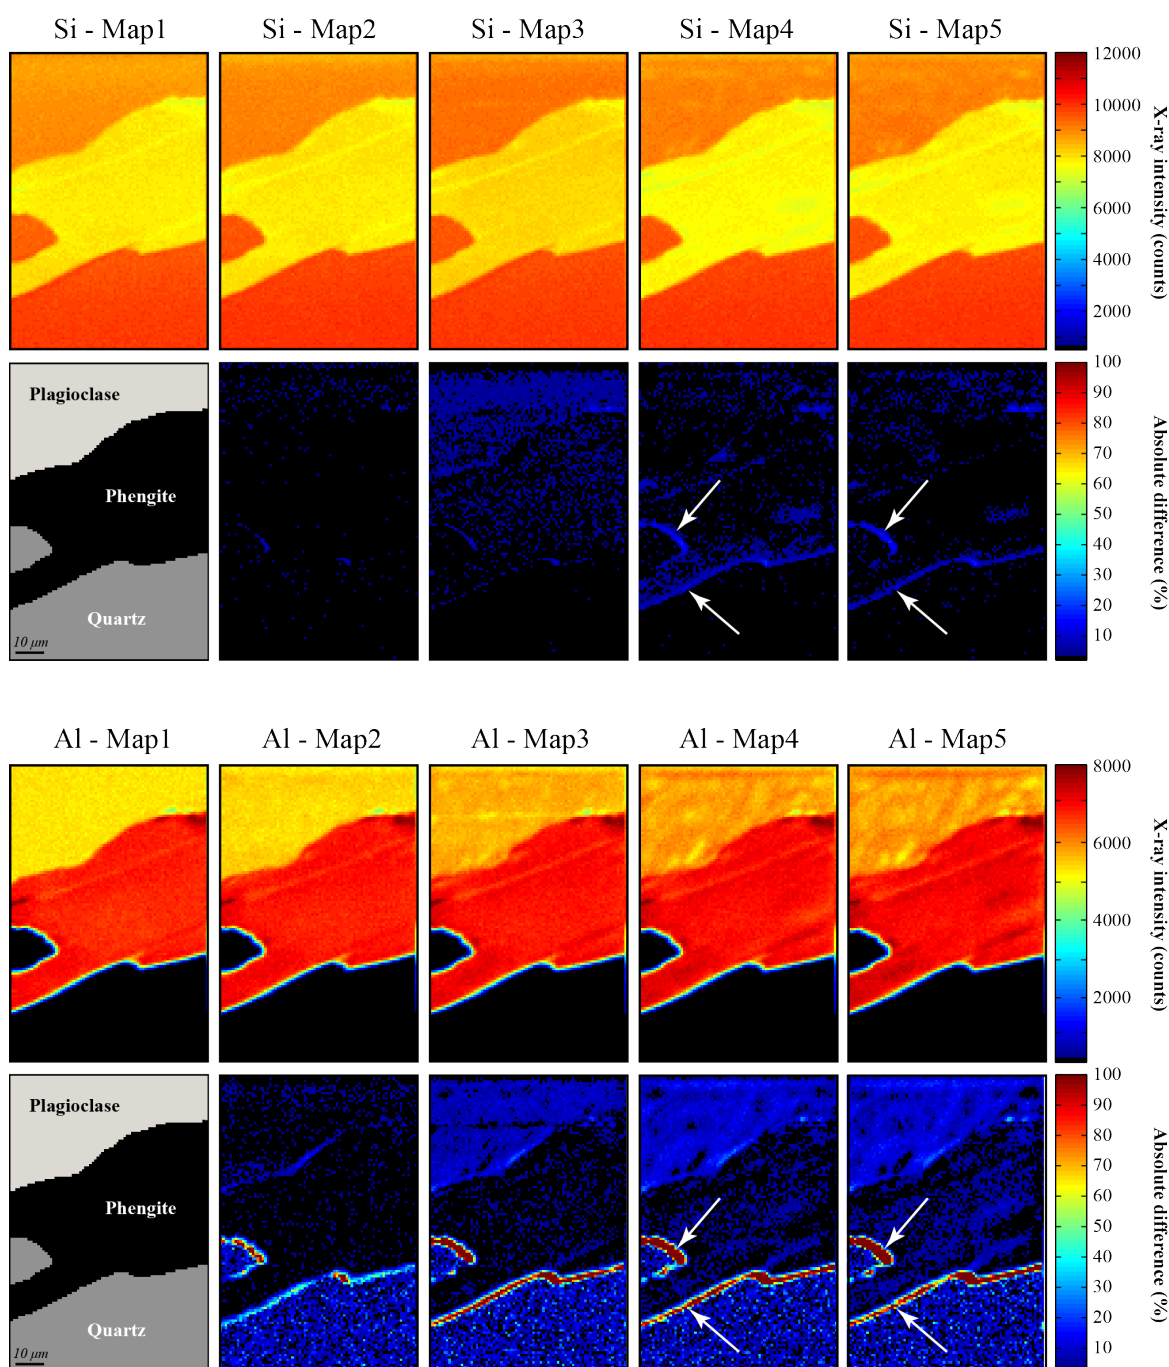 Si - Map1 Si - Map2 Si - Map3 Si - Map4 Si - Map5
12000
10000
8000
6000
4000
2000
X-ray intensity (counts)
Plagioclase
Phengite
Quartz
10 μm
100
90
80
70
60
50
40
30
20
10
Absolute difference (%)
Al - Map1 Al - Map2 Al - Map3 Al - Map4 Al - Map5
8000
6000
4000
2000
X-ray intensity (counts)
Plagioclase
Phengite
Quartz
10 μm
100
90
80
70
60
50
40
30
20
10
Absolute difference (%)